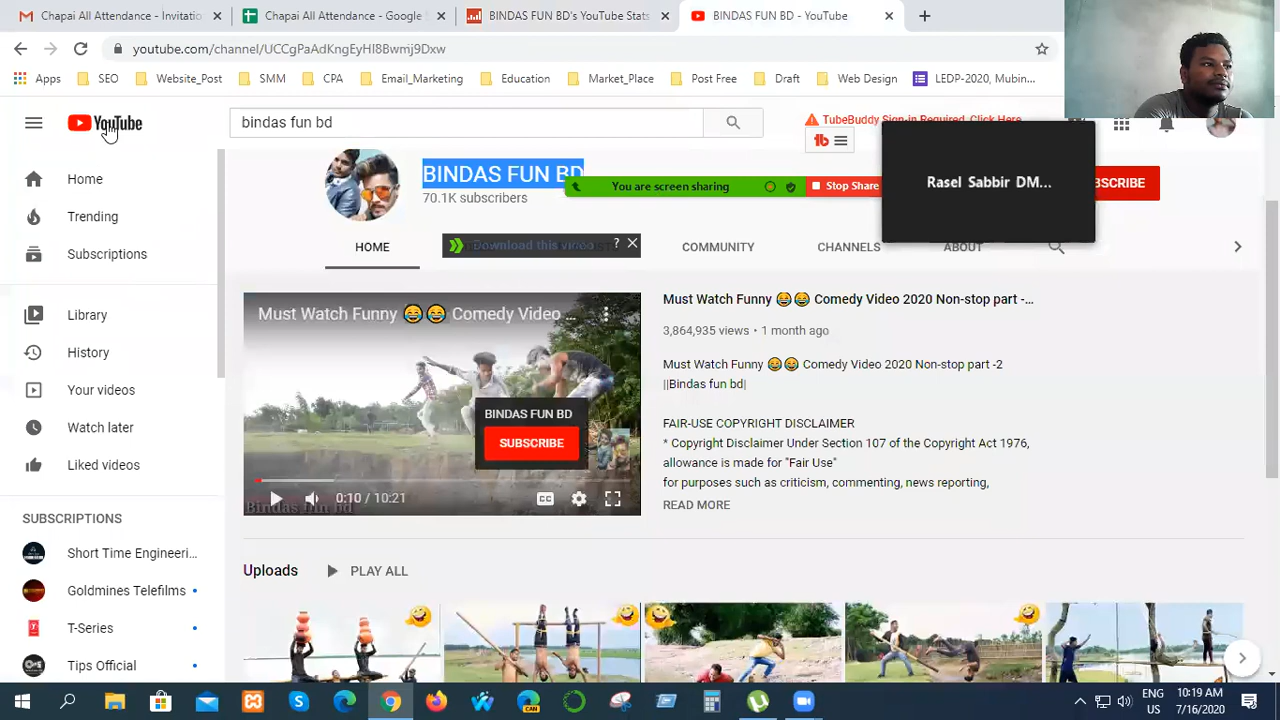 Chapai All Attendance - Invitatio
Chapai All Attendance - Google
BINDAS FUN BD's YouTube Stats
BINDAS FUN BD - YouTube
youtube.com/channel/UCCgPaAdKngEyHI8Bwmj9Dxw
Apps
SEO
Website_Post
SMM
CPA
Email_Marketing
Education
Market_Place
Post Free
Draft
Web Design
LEDP-2020, Mubin...
YouTube
bindas fun bd
TubeBuddy Sign-in Required, Click Here
Home
Trending
Subscriptions
Library
History
Your videos
Watch later
Liked videos
SUBSCRIPTIONS
Short Time Engineeri...
Goldmines Telefilms
T-Series
Tips Official
BINDAS FUN BD
70.1K subscribers
You are screen sharing
Stop Share
Rasel Sabbir DM...
SCRIBE
HOME
Download this video ?
COMMUNITY
CHANNELS
ABOUT
Must Watch Funny 😂😂 Comedy Video ...
BINDAS FUN BD
SUBSCRIBE
0:10 / 10:21
CC
Bindas fun bd
Must Watch Funny 😂😂 Comedy Video 2020 Non-stop part -...
3,864,935 views • 1 month ago
Must Watch Funny 😂😂 Comedy Video 2020 Non-stop part -2
||Bindas fun bd|
FAIR-USE COPYRIGHT DISCLAIMER
* Copyright Disclaimer Under Section 107 of the Copyright Act 1976,
allowance is made for "Fair Use"
for purposes such as criticism, commenting, news reporting,
READ MORE
Uploads
PLAY ALL
ENG
US
10:19 AM
7/16/2020